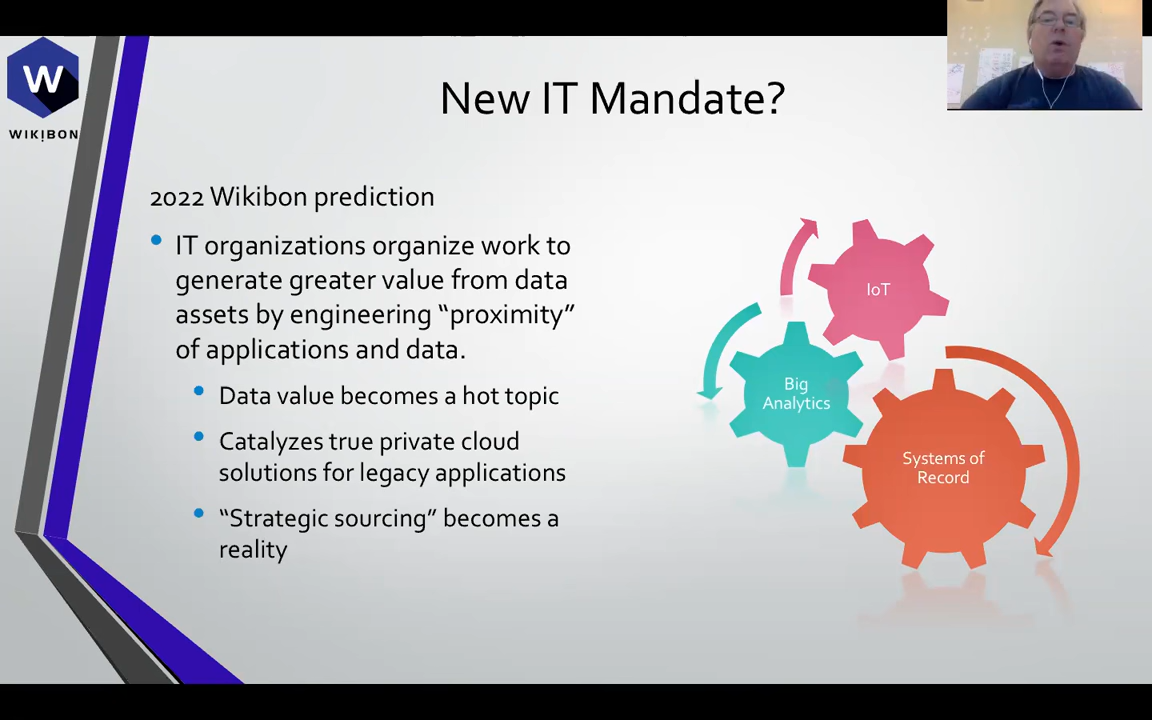 W
WIKIBON
New IT Mandate?
2022 Wikibon prediction
• IT organizations organize work to
generate greater value from data
assets by engineering “proximity”
of applications and data.
• Data value becomes a hot topic
• Catalyzes true private cloud
solutions for legacy applications
• “Strategic sourcing” becomes a
reality
IoT
Big
Analytics
Systems of
Record